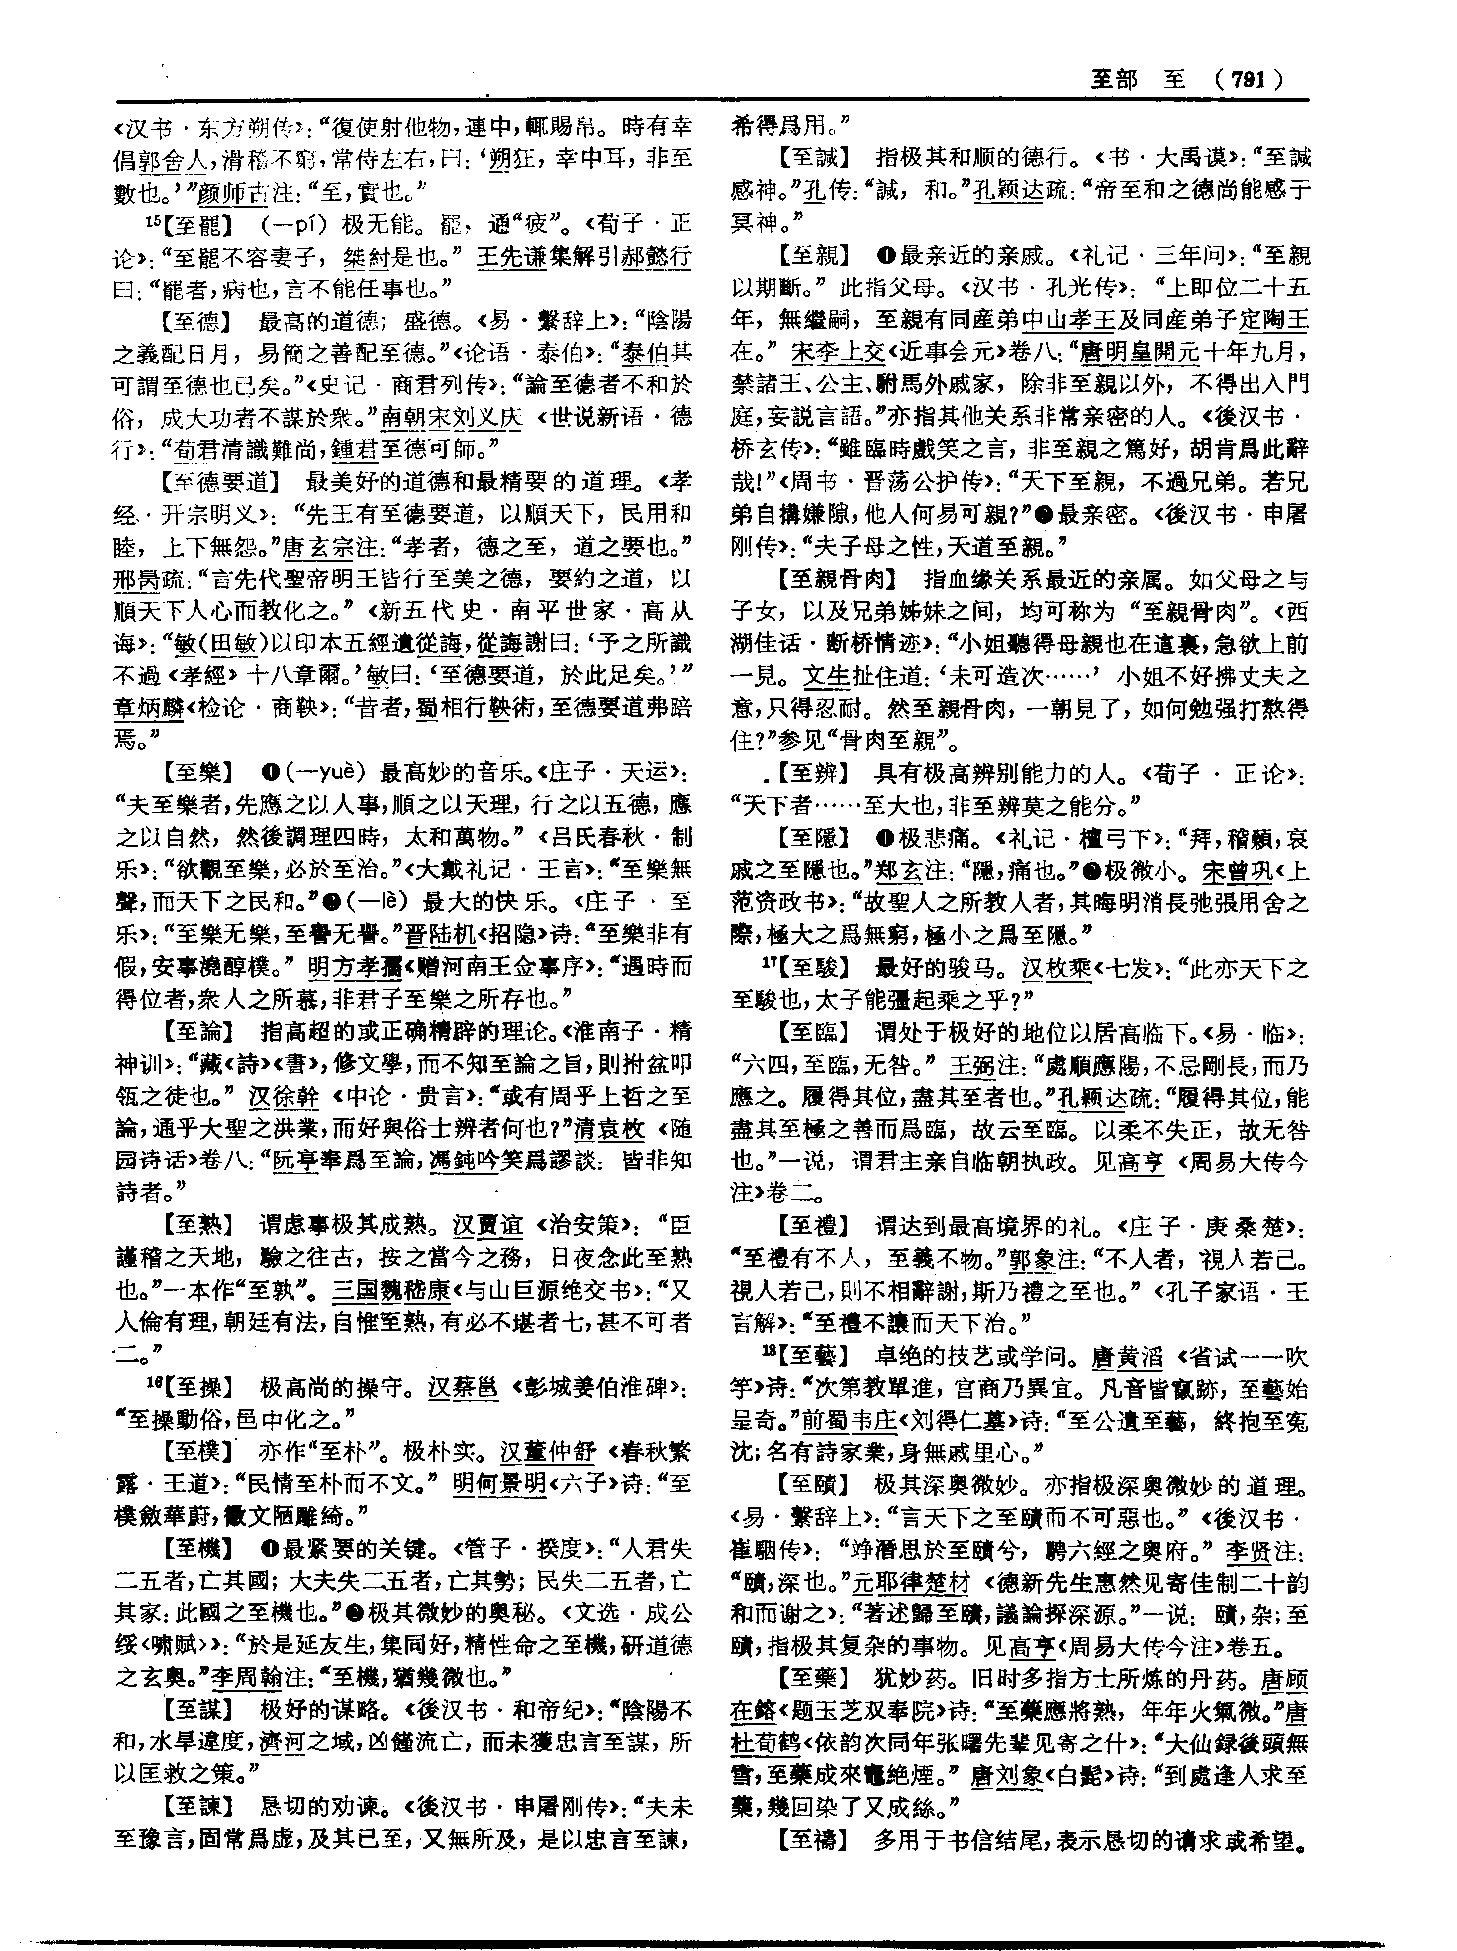 至部　至　（791）
《汉书·东方朔传》：“復使射他物，連中，輒賜帛。時有幸
倡郭舍人，滑稽不窮，常侍左右，曰：‘朔狂，幸中耳，非至
數也。’”颜师古注：“至，實也。”
15【至罷】　（—pí）极无能。罷，通“疲”。《荀子·正
论》：“至罷不容妻子，桀紂是也。”王先谦集解引郝懿行
曰：“罷者，病也，言不能任事也。”
【至德】　最高的道德；盛德。《易·繫辞上》：“陰陽
之義配日月，易簡之善配至德。”《论语·泰伯》：“泰伯其
可謂至德也已矣。”《史记·商君列传》：“論至德者不和於
俗，成大功者不謀於衆。”南朝宋刘义庆《世说新语·德
行》：“荀君清識難尚，鍾君至德可師。”
【至德要道】　最美好的道德和最精要的道理。《孝
经·开宗明义》：“先王有至德要道，以順天下，民用和
睦，上下無怨。”唐玄宗注：“孝者，德之至，道之要也。”
邢昺疏：“言先代聖帝明王皆行至美之德，要約之道，以
順天下人心而教化之。”《新五代史·南平世家·高从
诲》：“敏（田敏）以印本五經遺從誨，從誨謝曰：‘予之所識
不過《孝經》十八章爾。’敏曰：‘至德要道，於此足矣。’”
章炳麟《检论·商鞅》：“昔者，蜀相行鞅術，至德要道弗踣
焉。”
【至樂】　❶（—yuè）最高妙的音乐。《庄子·天运》：
“夫至樂者，先應之以人事，順之以天理，行之以五德，應
之以自然，然後調理四時，太和萬物。”《吕氏春秋·制
乐》：“欲觀至樂，必於至治。”《大戴礼记·王言》：“至樂無
聲，而天下之民和。”❷（—lè）最大的快乐。《庄子·至
乐》：“至樂无樂，至譽无譽。”晋陆机《招隐》诗：“至樂非有
假，安事澆醇樸。”明方孝孺《赠河南王佥事序》：“遇時而
得位者，衆人之所慕，非君子至樂之所存也。”
【至論】　指高超的或正确精辟的理论。《淮南子·精
神训》：“藏《詩》《書》，修文學，而不知至論之旨，則拊盆叩
瓴之徒也。”汉徐幹《中论·贵言》：“或有周乎上哲之至
論，通乎大聖之洪業，而好與俗士辨者何也？”清袁枚《随
园诗话》卷八：“阮亭奉爲至論，馮鈍吟笑爲謬談：皆非知
詩者。”
【至熟】　谓虑事极其成熟。汉贾谊《治安策》：“臣
謹稽之天地，驗之往古，按之當今之務，日夜念此至熟
也。”一本作“至孰”。三国魏嵇康《与山巨源绝交书》：“又
人倫有理，朝廷有法，自惟至熟，有必不堪者七，甚不可者
二。”
16【至操】　极高尚的操守。汉蔡邕《彭城姜伯淮碑》：
“至操動俗，邑中化之。”
【至樸】　亦作“至朴”。极朴实。汉董仲舒《春秋繁
露·王道》：“民情至朴而不文。”明何景明《六子》诗：“至
樸斂華蔚，徽文陋雕绮。”
【至機】　❶最紧要的关键。《管子·揆度》：“人君失
二五者，亡其國；大夫失二五者，亡其勢；民失二五者，亡
其家：此國之至機也。”❷极其微妙的奥秘。《文选·成公
绥〈啸赋〉》：“於是延友生，集同好，精性命之至機，研道德
之玄奥。”李周翰注：“至機，猶幾微也。”
【至謀】　极好的谋略。《後汉书·和帝纪》：“陰陽不
和，水旱違度，濟河之域，凶饉流亡，而未獲忠言至謀，所
以匡救之策。”
【至諫】　恳切的劝谏。《後汉书·申屠刚传》：“夫未
至豫言，固常爲虚，及其已至，又無所及，是以忠言至諫，
希得爲用。”
【至諴】　指极其和顺的德行。《书·大禹谟》：“至諴
感神。”孔传：“諴，和。”孔颖达疏：“帝至和之德尚能感于
冥神。”
【至親】　❶最亲近的亲戚。《礼记·三年问》：“至親
以期斷。”此指父母。《汉书·孔光传》：“上即位二十五
年，無繼嗣，至親有同産弟中山孝王及同産弟子定陶王
在。”宋李上交《近事会元》卷八：“唐明皇開元十年九月，
禁諸王、公主、駙馬外戚家，除非至親以外，不得出入門
庭，妄説言語。”亦指其他关系非常亲密的人。《後汉书·
桥玄传》：“雖臨時戲笑之言，非至親之篤好，胡肯爲此辭
哉！”《周书·晋荡公护传》：“天下至親，不過兄弟。若兄
弟自搆嫌隙，他人何易可親？”❷最亲密。《後汉书·申屠
刚传》：“夫子母之性，天道至親。”
【至親骨肉】　指血缘关系最近的亲属。如父母之与
子女，以及兄弟姊妹之间，均可称为“至親骨肉”。《西
湖佳话·断桥情迹》：“小姐聽得母親也在這裏，急欲上前
一見。文生扯住道：‘未可造次……’小姐不好拂丈夫之
意，只得忍耐。然至親骨肉，一朝見了，如何勉强打熬得
住？”参见“骨肉至親”。
【至辨】　具有极高辨别能力的人。《荀子·正论》：
“天下者……至大也，非至辨莫之能分。”
【至隱】　❶极悲痛。《礼记·檀弓下》：“拜，稽顙，哀
戚之至隱也。”郑玄注：“隱，痛也。”❷极微小。宋曾巩《上
范资政书》：“故聖人之所教人者，其晦明消長弛張用舍之
際，極大之爲無窮，極小之爲至隱。”
17【至駿】　最好的骏马。汉枚乘《七发》：“此亦天下之
至駿也，太子能彊起乘之乎？”
【至臨】　谓处于极好的地位以居高临下。《易·临》：
“六四，至臨，无咎。”王弼注：“處順應陽，不忌剛長，而乃
應之。履得其位，盡其至者也。”孔颖达疏：“履得其位，能
盡其至極之善而爲臨，故云至臨。以柔不失正，故无咎
也。”一说，谓君主亲自临朝执政。见高亨《周易大传今
注》卷二。
【至禮】　谓达到最高境界的礼。《庄子·庚桑楚》：
“至禮有不人，至義不物。”郭象注：“不人者，視人若己。
視人若己，则不相辭謝，斯乃禮之至也。”《孔子家语·王
言解》：“至禮不讓而天下治。”
18【至藝】　卓绝的技艺或学问。唐黄滔《省试一一吹
竽》诗：“次第教單進，宫商乃異宜。凡音皆竄跡，至藝始
呈奇。”前蜀韦庄《刘得仁墓》诗：“至公遺至藝，終抱至冤
沈；名有詩家業，身無戚里心。”
【至賾】　极其深奥微妙。亦指极深奥微妙的道理。
《易·繫辞上》：“言天下之至賾而不可惡也。”《後汉书·
崔駰传》：“竫潛思於至賾兮，騁六經之奥府。”李贤注：
“賾，深也。”元耶律楚材《德新先生惠然见寄佳制二十韵
和而谢之》：“著述歸至賾，議論探深源。”一说：賾，杂；至
賾，指极其复杂的事物。见高亨《周易大传今注》卷五。
【至藥】　犹妙药。旧时多指方士所炼的丹药。唐顾
在鎔《题玉芝双奉院》诗：“至藥應將熟，年年火氣微。”唐
杜荀鹤《依韵次同年张曙先辈见寄之什》：“大仙録後頭無
雪，至藥成來竈絶煙。”唐刘象《白髭》诗：“到處逢人求至
藥，幾回染了又成絲。”
【至禱】　多用于书信结尾，表示恳切的请求或希望。